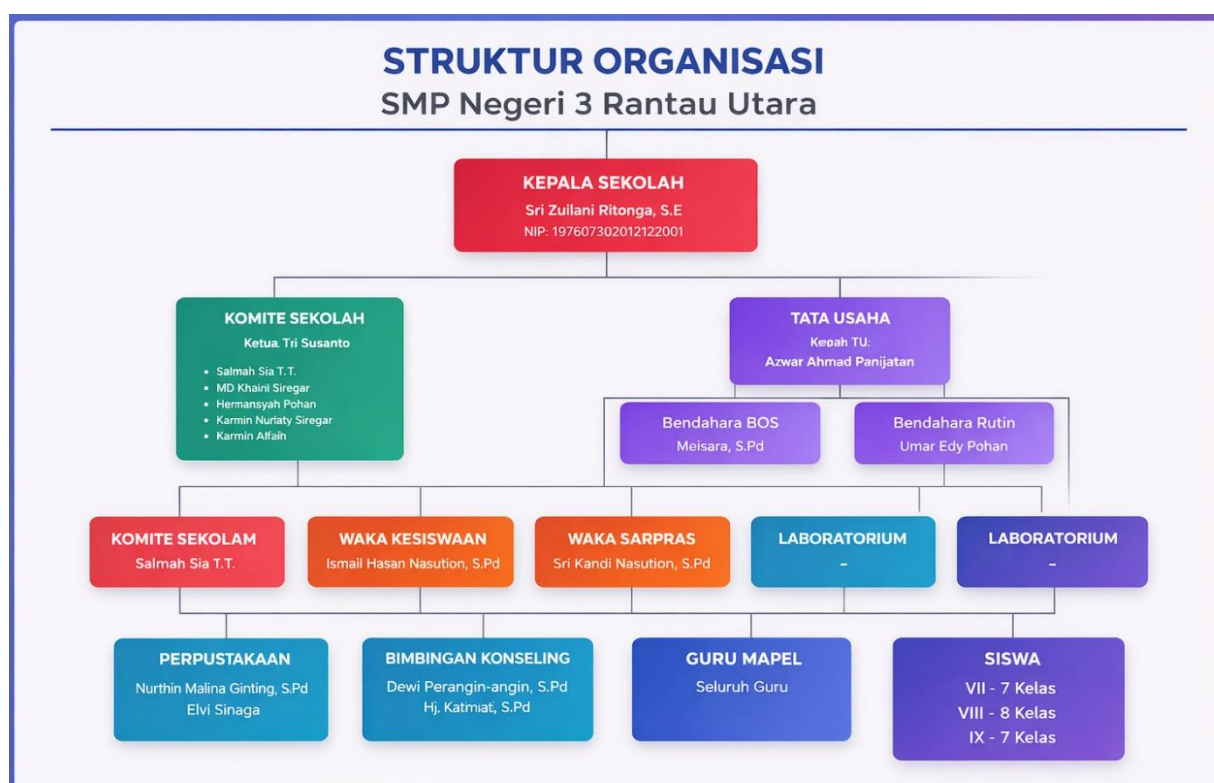 STRUKTUR ORGANISASI
SMP Negeri 3 Rantau Utara
KEPALA SEKOLAH
Sri Zuilani Ritonga, S.E
NIP: 197607302012122001
KOMITE SEKOLAH
Ketua: Tri Susanto
• Salmah Sia T.T.
• MD Khaini Siregar
• Hermansyah Pohan
• Karmin Nurlaty Siregar
• Karmin Alfaih
TATA USAHA
Kepah TU:
Azwar Ahmad Panijatan
Bendahara BOS
Meisara, S.Pd
Bendahara Rutin
Umar Edy Pohan
KOMITE SEKOLAM
Salmah Sia T.T.
WAKA KESISWAAN
Ismail Hasan Nasution, S.Pd
WAKA SARPRAS
Sri Kandi Nasution, S.Pd
LABORATORIUM
–
LABORATORIUM
–
PERPUSTAKAAN
Nurthin Malina Ginting, S.Pd
Elvi Sinaga
BIMBINGAN KONSELING
Dewi Perangin-angin, S.Pd
Hj. Katmiat, S.Pd
GURU MAPEL
Seluruh Guru
SISWA
VII - 7 Kelas
VIII - 8 Kelas
IX - 7 Kelas